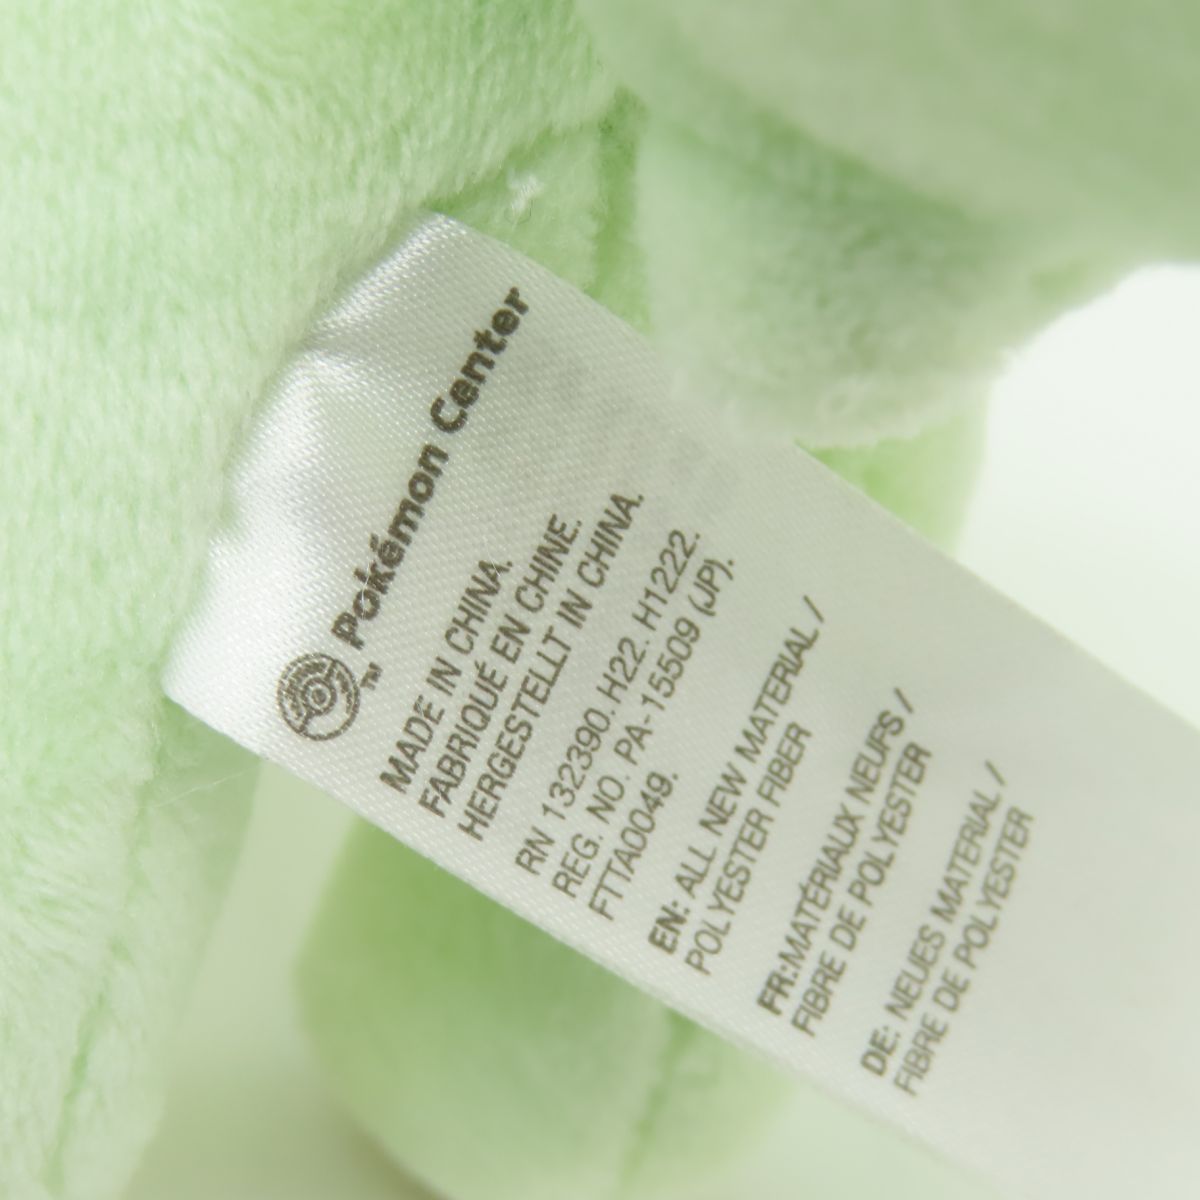 Pokémon Center
TM
MADE IN CHINA.
FABRIQUÉ EN CHINE.
HERGESTELLT IN CHINA.
RN 132390. H22. H1222.
REG. NO. PA-15509 (JP).
FTTA0049.
EN: ALL NEW MATERIAL /
POLYESTER FIBER
FR:MATÉRIAUX NEUFS /
FIBRE DE POLYESTER
DE: NEUES MATERIAL /
FIBRE DE POLYESTER